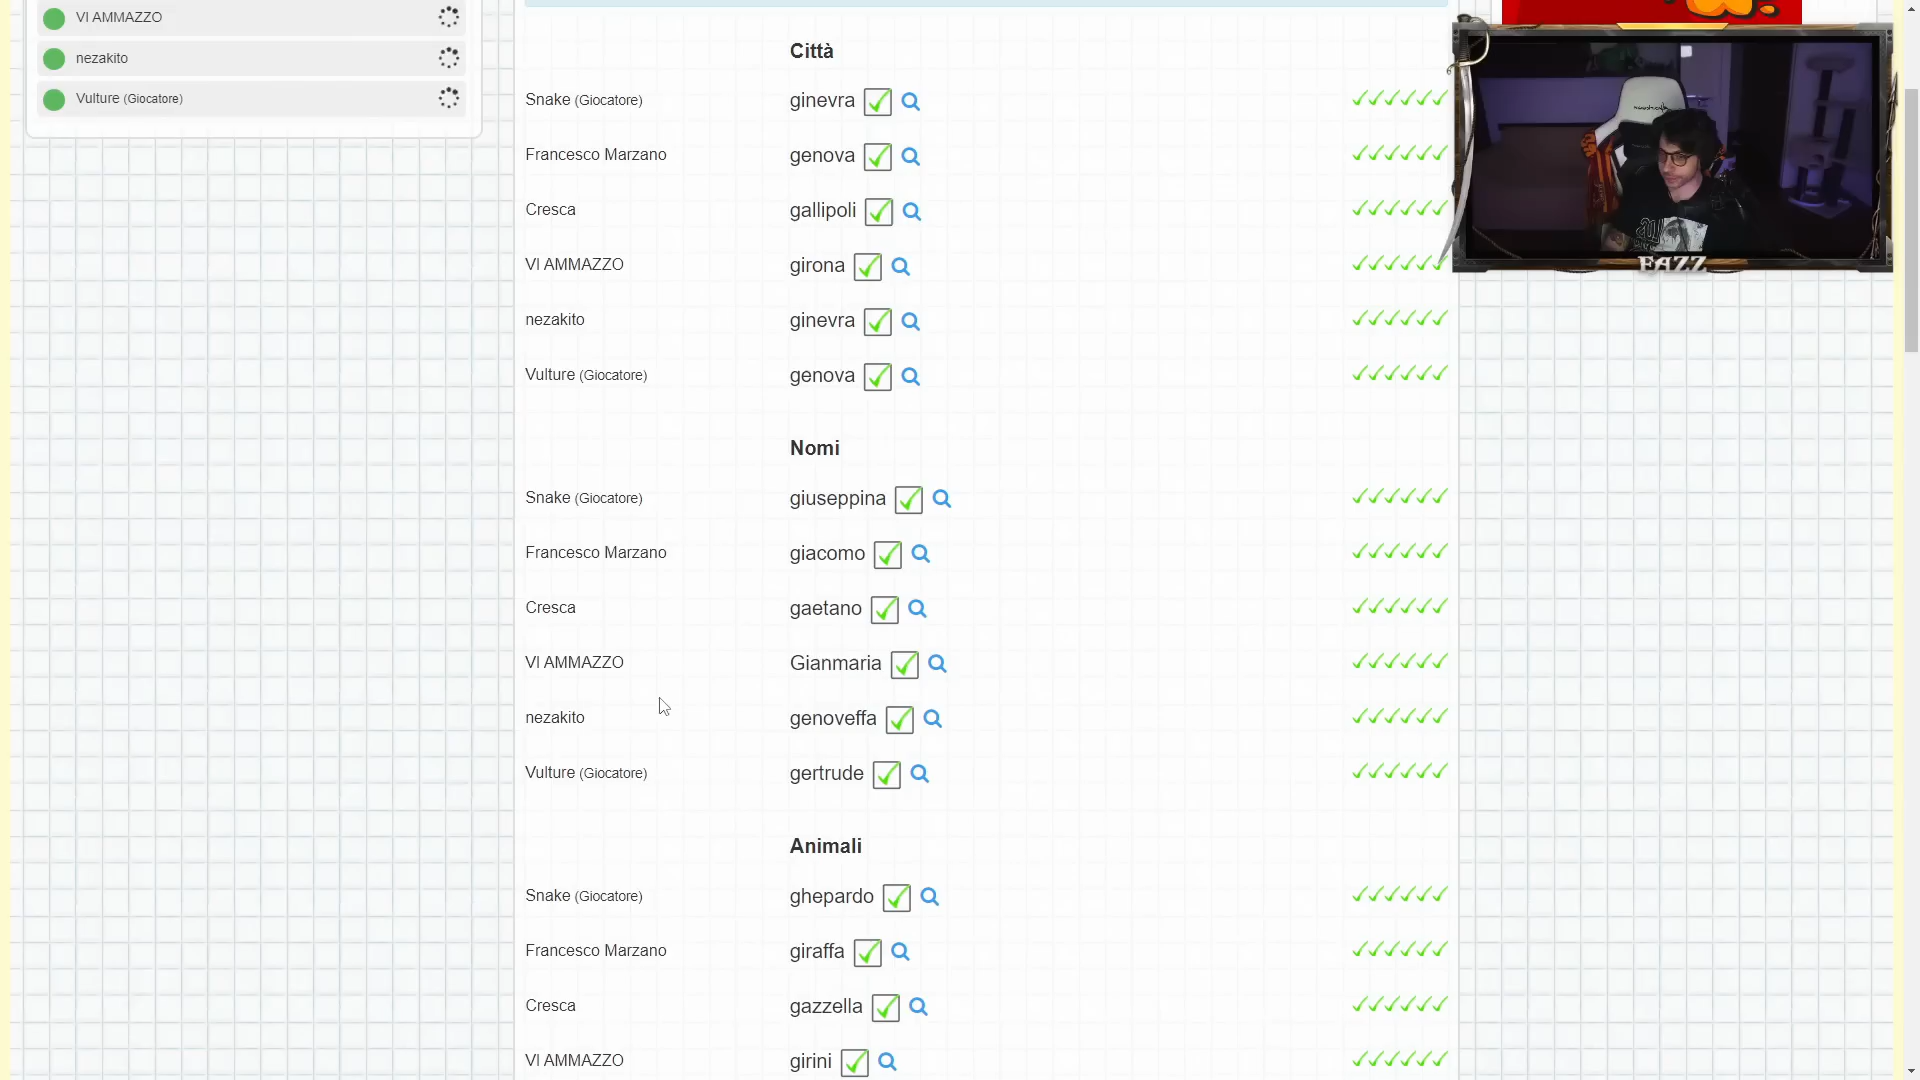 VI AMMAZZO
nezakito
Vulture (Giocatore)
Città
Snake (Giocatore) ginevra
Francesco Marzano genova
Cresca gallipoli
VI AMMAZZO girona
nezakito ginevra
Vulture (Giocatore) genova
Nomi
Snake (Giocatore) giuseppina
Francesco Marzano giacomo
Cresca gaetano
VI AMMAZZO Gianmaria
nezakito genoveffa
Vulture (Giocatore) gertrude
Animali
Snake (Giocatore) ghepardo
Francesco Marzano giraffa
Cresca gazzella
VI AMMAZZO girini
FAZZ